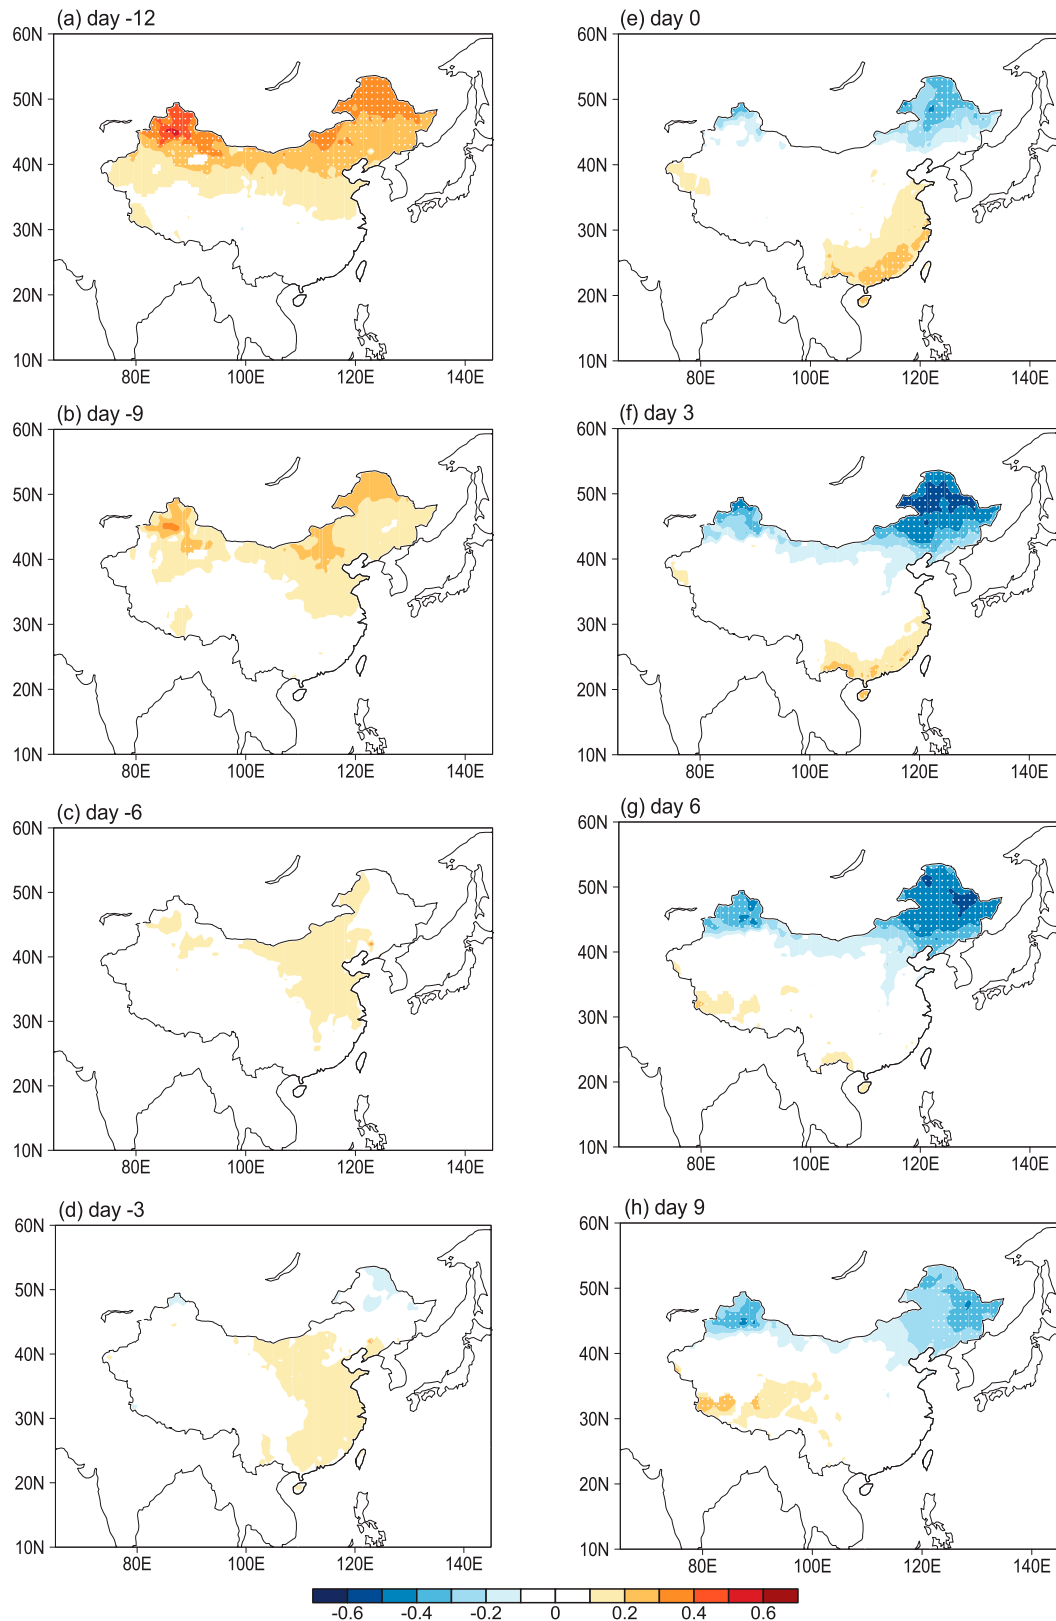 (a) day -12
60N
50N
40N
30N
20N
10N
80E 100E 120E 140E
(b) day -9
60N
50N
40N
30N
20N
10N
80E 100E 120E 140E
(c) day -6
60N
50N
40N
30N
20N
10N
80E 100E 120E 140E
(d) day -3
60N
50N
40N
30N
20N
10N
80E 100E 120E 140E
(e) day 0
60N
50N
40N
30N
20N
10N
80E 100E 120E 140E
(f) day 3
60N
50N
40N
30N
20N
10N
80E 100E 120E 140E
(g) day 6
60N
50N
40N
30N
20N
10N
80E 100E 120E 140E
(h) day 9
60N
50N
40N
30N
20N
10N
80E 100E 120E 140E
-0.6 -0.4 -0.2 0 0.2 0.4 0.6